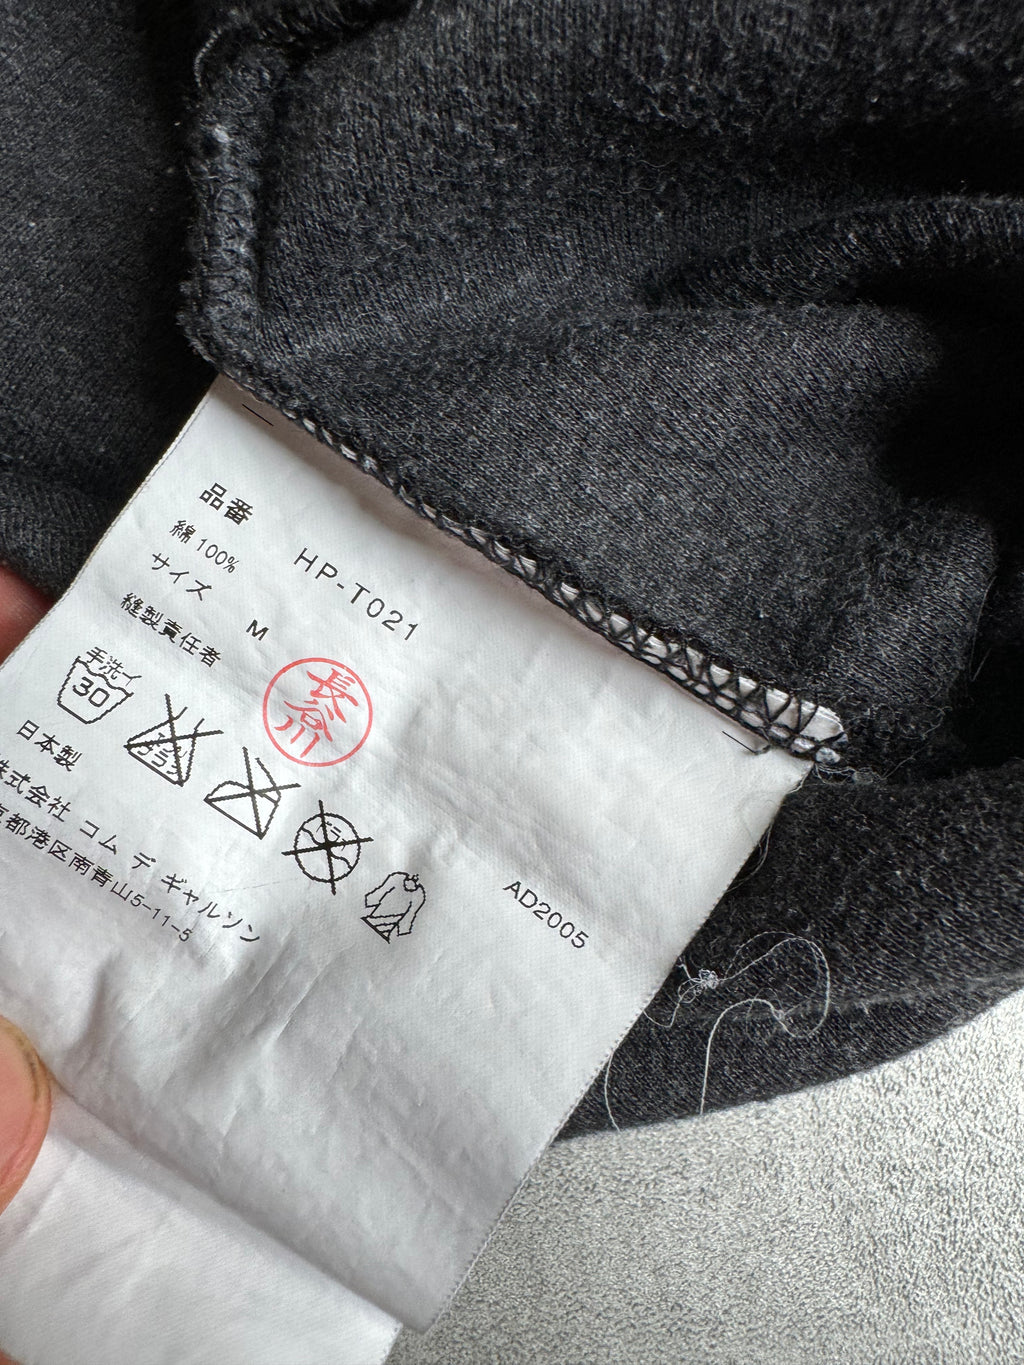 品番 HP-T021
綿 100%
サイズ M
縫製責任者 長谷川
手洗イ 30
日本製
株式会社 コム デ ギャルソン
都港区南青山5-11-5
AD2005